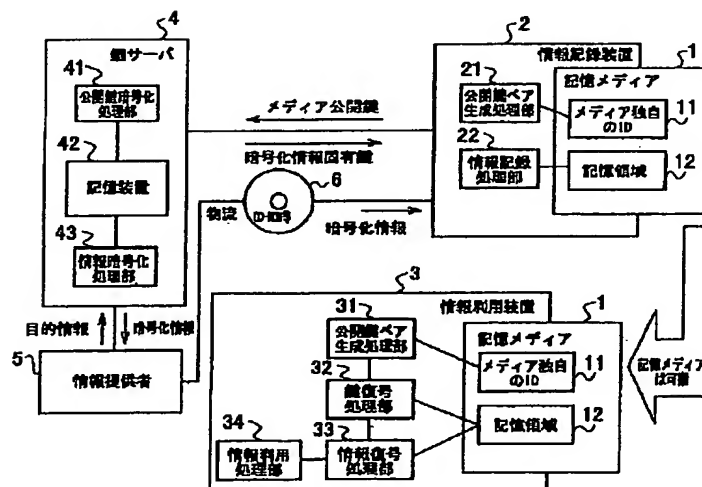 4
鍵サーバ
41
公開鍵暗号化
処理部
42
記憶装置
43
情報暗号化
処理部
目的情報
暗号化情報
5
情報提供者
メディア公開鍵
暗号化情報固有鍵
6
CD-ROM等
物流
暗号化情報
2
情報記録装置
21
公開鍵ペア
生成処理部
22
情報記録
処理部
1
記憶メディア
メディア独自
のID
11
12
記憶領域
3
情報利用装置
31
公開鍵ペア
生成処理部
32
鍵復号
処理部
33
情報復号
処理部
34
情報利用
処理部
1
記憶メディア
メディア独自
のID
11
12
記憶領域
記憶メディア
は可搬